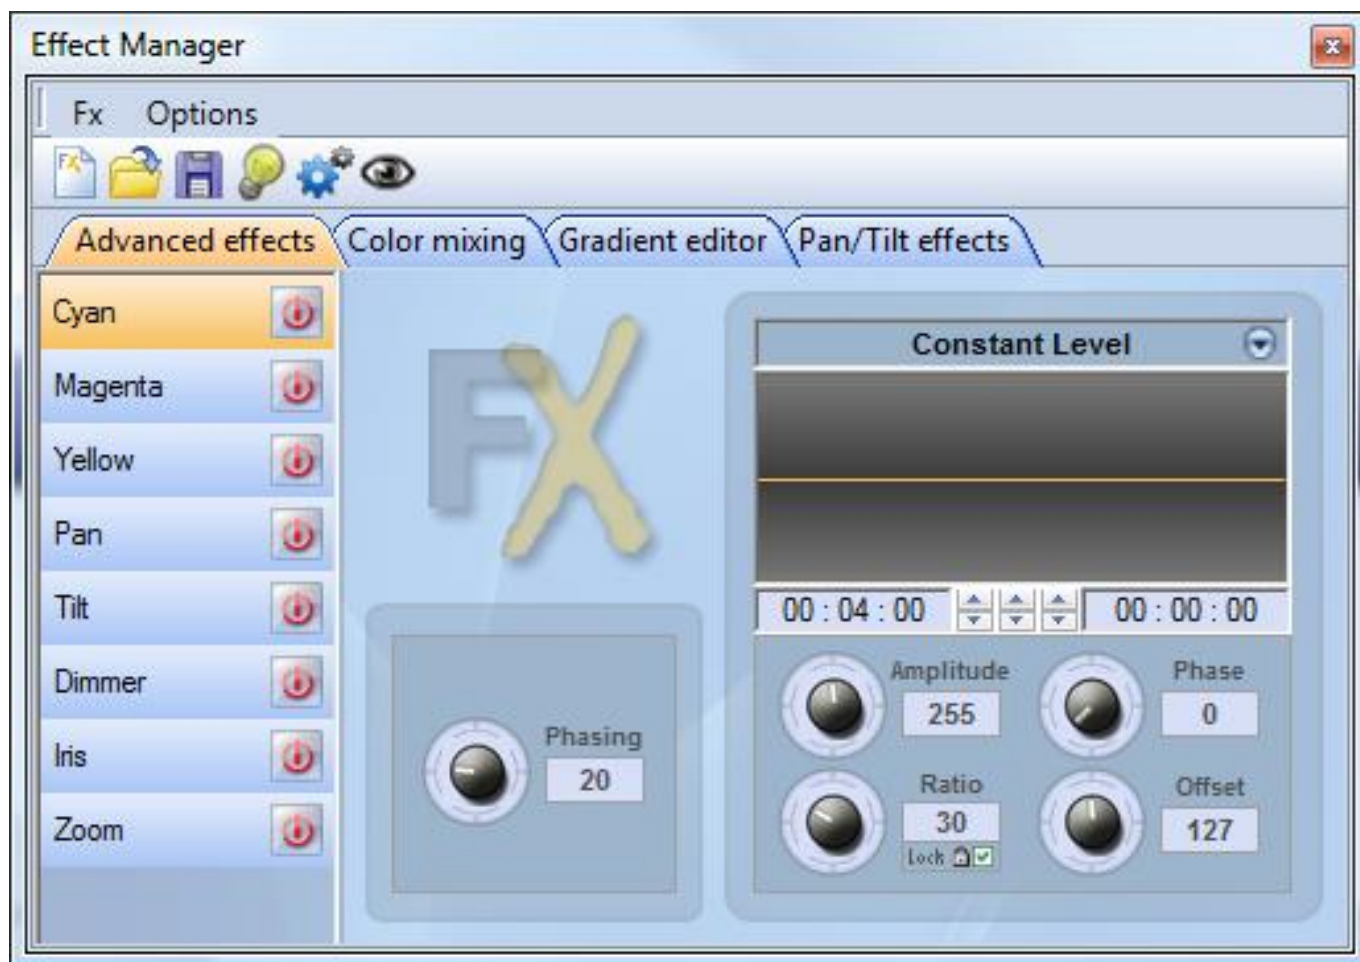 Effect Manager
Fx Options
FX
Advanced effects Color mixing Gradient editor Pan/Tilt effects
Cyan
Magenta
Yellow
Pan
Tilt
Dimmer
Iris
Zoom
FX
Phasing
20
Constant Level
00 : 04 : 00 00 : 00 : 00
Amplitude
255
Phase
0
Ratio
30
Lock
Offset
127